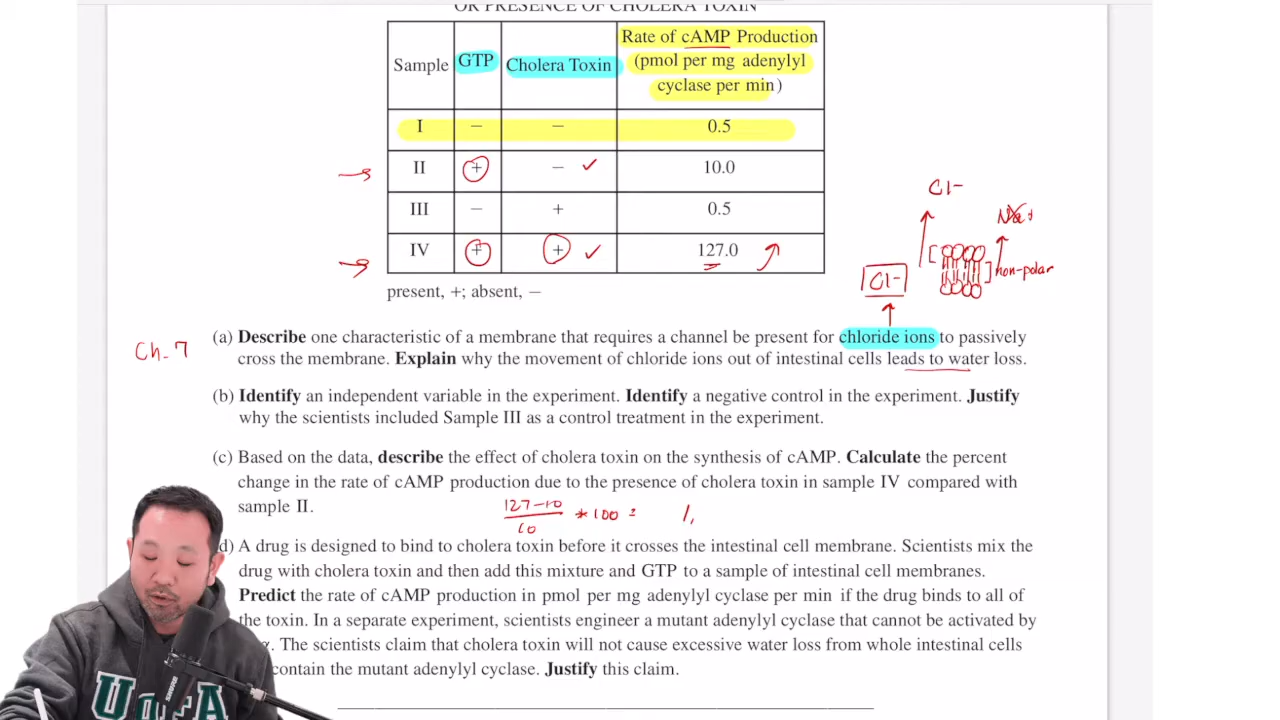 OR PRESENCE OF CHOLERA TOXIN
Sample GTP Cholera Toxin Rate of cAMP Production (pmol per mg adenylyl cyclase per min)
I − − 0.5
II + − 10.0
III − + 0.5
IV + + 127.0
present, +; absent, −
Cl-
Na+
Cl-
non-polar
Ch. 7
(a) Describe one characteristic of a membrane that requires a channel be present for chloride ions to passively
cross the membrane. Explain why the movement of chloride ions out of intestinal cells leads to water loss.
(b) Identify an independent variable in the experiment. Identify a negative control in the experiment. Justify
why the scientists included Sample III as a control treatment in the experiment.
(c) Based on the data, describe the effect of cholera toxin on the synthesis of cAMP. Calculate the percent
change in the rate of cAMP production due to the presence of cholera toxin in sample IV compared with
sample II.
127-10
10
* 100 =
d) A drug is designed to bind to cholera toxin before it crosses the intestinal cell membrane. Scientists mix the
drug with cholera toxin and then add this mixture and GTP to a sample of intestinal cell membranes.
Predict the rate of cAMP production in pmol per mg adenylyl cyclase per min if the drug binds to all of
the toxin. In a separate experiment, scientists engineer a mutant adenylyl cyclase that cannot be activated by
α. The scientists claim that cholera toxin will not cause excessive water loss from whole intestinal cells
contain the mutant adenylyl cyclase. Justify this claim.
SHURE